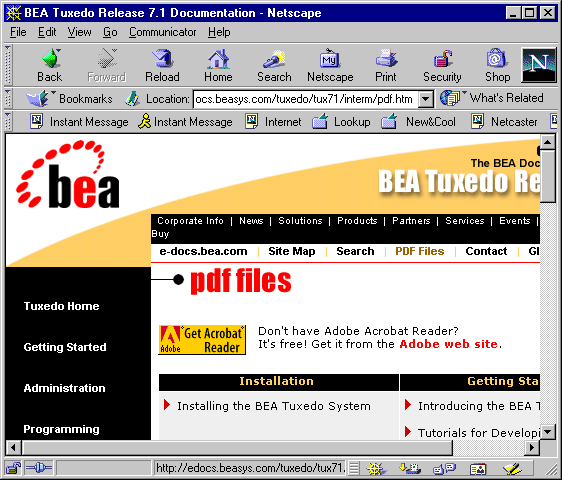 BEA Tuxedo Release 7.1 Documentation - Netscape
File Edit View Go Communicator Help
Back Forward Reload Home Search Netscape Print Security Shop
N
Bookmarks Location: ocs.beasys.com/tuxedo/tux71/interm/pdf.htm What's Related
Instant Message Instant Message Internet Lookup New&Cool Netcaster
bea
The BEA Doc
BEA Tuxedo Re
Corporate Info | News | Solutions | Products | Partners | Services | Events |
Buy
e-docs.bea.com | Site Map | Search | PDF Files | Contact | Gl
pdf files
Tuxedo Home
Getting Started
Administration
Programming
Adobe
Get Acrobat
Reader
Don't have Adobe Acrobat Reader?
It's free! Get it from the Adobe web site.
Installation
Installing the BEA Tuxedo System
Getting Sta
Introducing the BEA T
Tutorials for Developi
http://edocs.beasys.com/tuxedo/tux71.